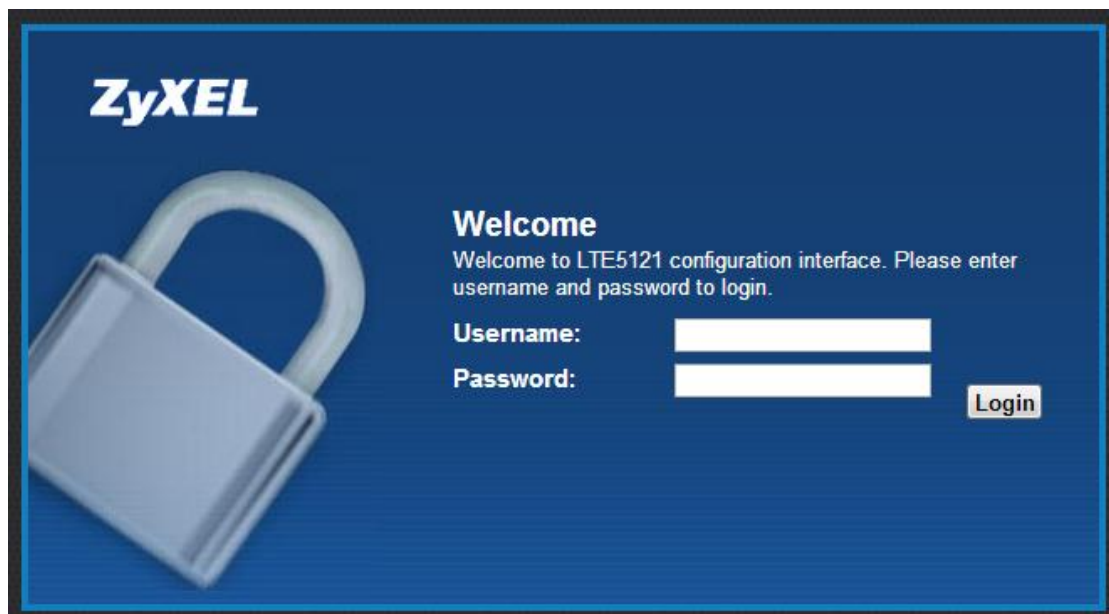 ZyXEL
Welcome
Welcome to LTE5121 configuration interface. Please enter
username and password to login.
Username:
Password:
Login